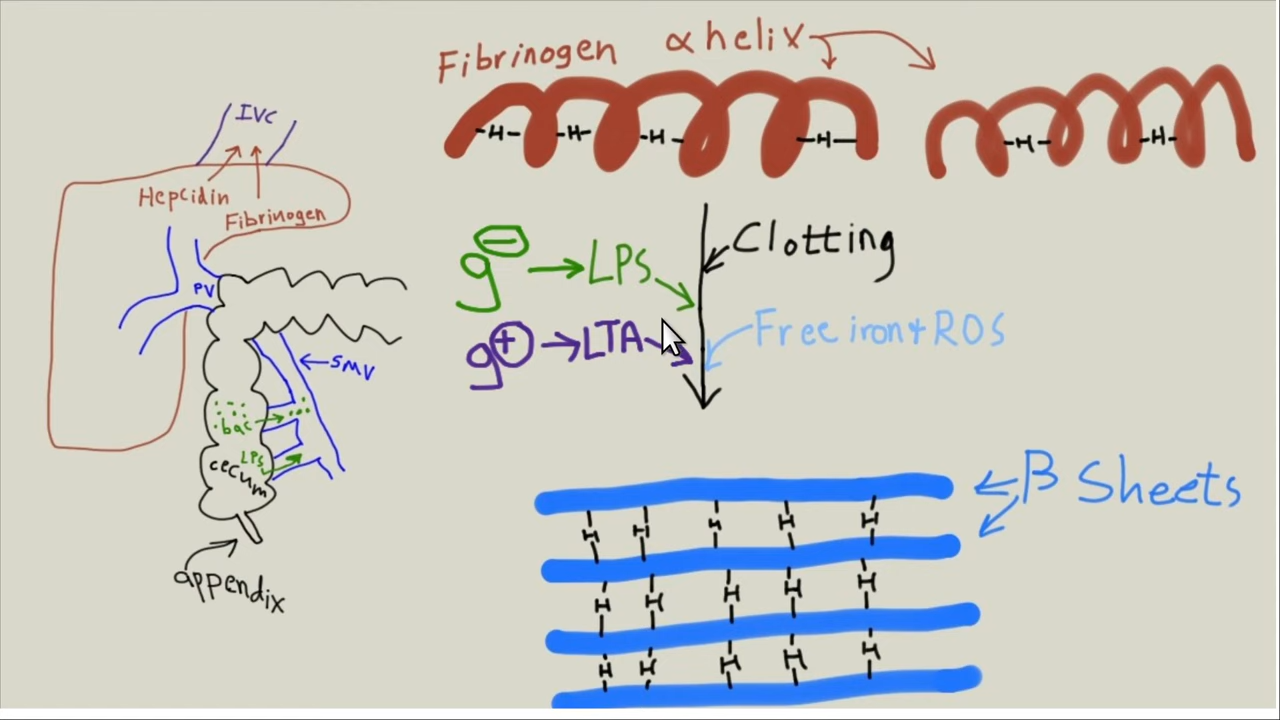 Fibrinogen α helix
-H- -H- -H- -H-
-H- -H-
IVC
Hepcidin
Fibrinogen
PV
SMV
bac
LPS
cecum
appendix
g⊖ → LPS
g⊕ → LTA
Clotting
Free iron + ROS
β Sheets
H H H H H
H H H H H
H H H H H